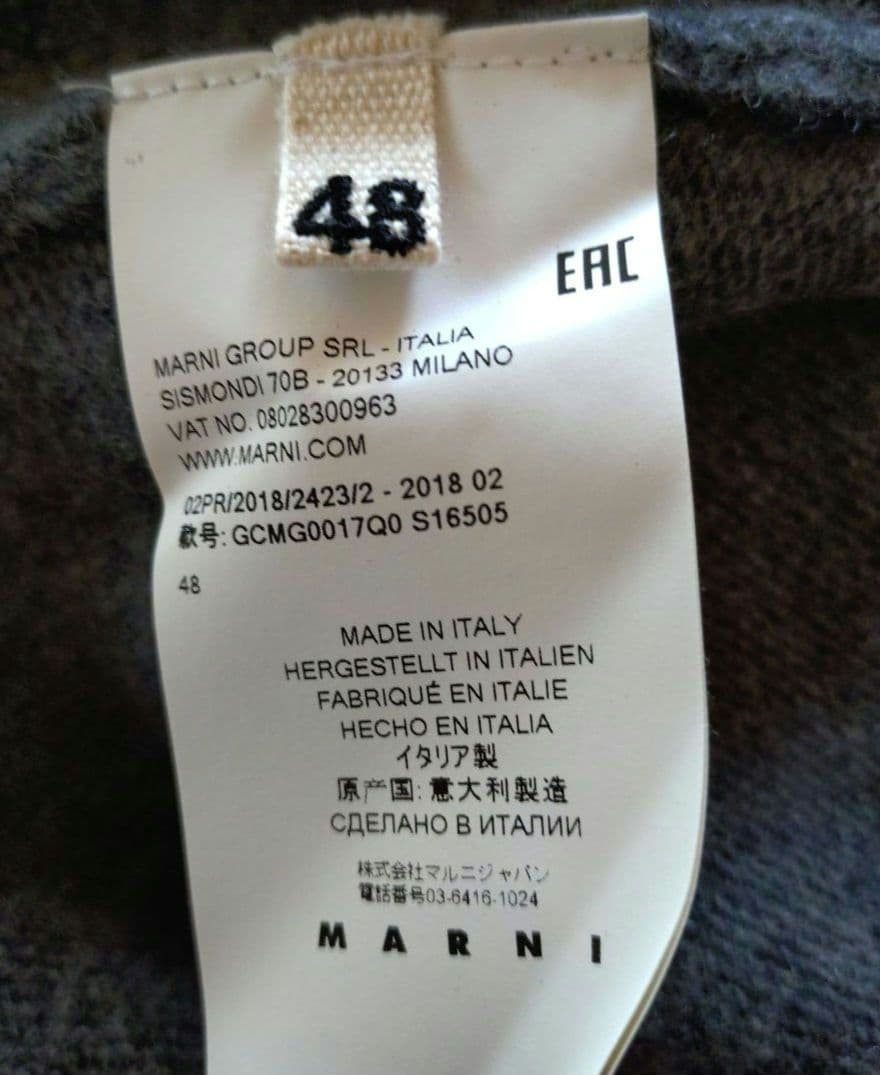 48
EAC
MARNI GROUP SRL - ITALIA
SISMONDI 70B - 20133 MILANO
VAT NO. 08028300963
WWW.MARNI.COM
02PR/2018/2423/2 - 2018 02
款号: GCMG0017Q0 S16505
48
MADE IN ITALY
HERGESTELLT IN ITALIEN
FABRIQUÉ EN ITALIE
HECHO EN ITALIA
イタリア製
原产国: 意大利製造
СДЕЛАНО В ИТАЛИИ
株式会社マルニジャパン
電話番号03-6416-1024
MARNI